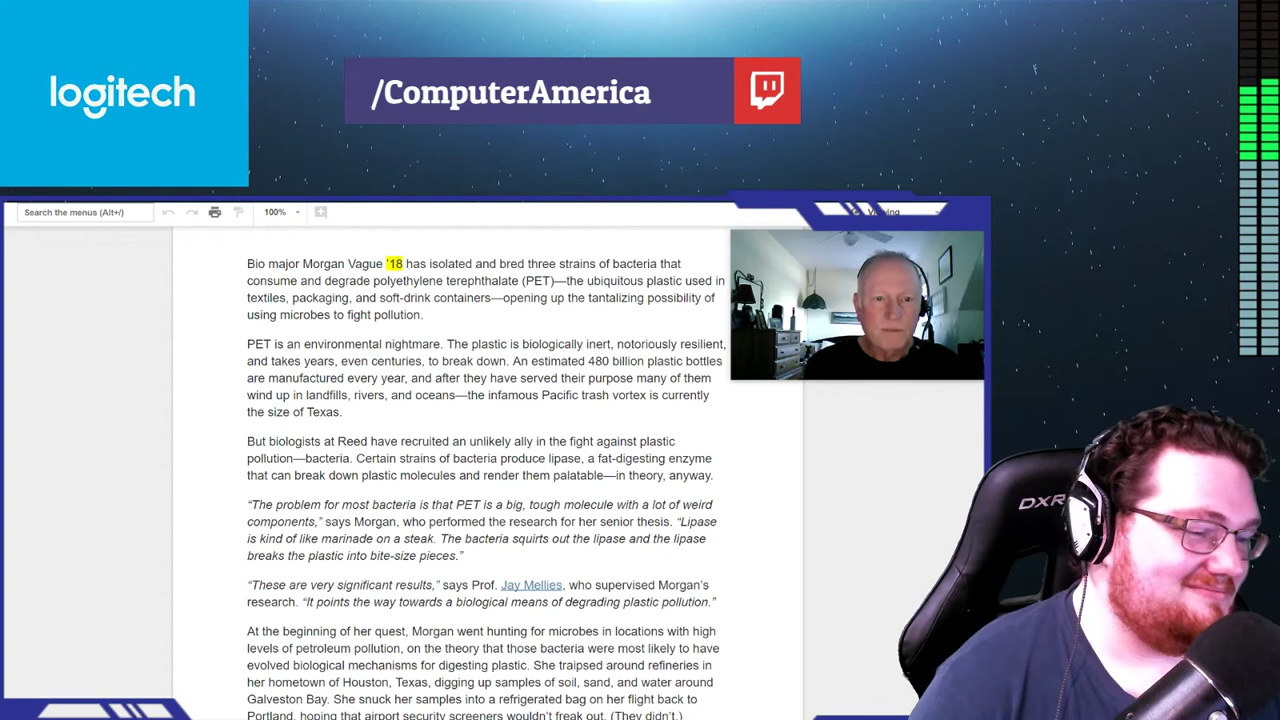 logitech
/ComputerAmerica
Search the menus (Alt+/)
100%
Viewing
Bio major Morgan Vague '18 has isolated and bred three strains of bacteria that
consume and degrade polyethylene terephthalate (PET)—the ubiquitous plastic used in
textiles, packaging, and soft-drink containers—opening up the tantalizing possibility of
using microbes to fight pollution.
PET is an environmental nightmare. The plastic is biologically inert, notoriously resilient,
and takes years, even centuries, to break down. An estimated 480 billion plastic bottles
are manufactured every year, and after they have served their purpose many of them
wind up in landfills, rivers, and oceans—the infamous Pacific trash vortex is currently
the size of Texas.
But biologists at Reed have recruited an unlikely ally in the fight against plastic
pollution—bacteria. Certain strains of bacteria produce lipase, a fat-digesting enzyme
that can break down plastic molecules and render them palatable—in theory, anyway.
“The problem for most bacteria is that PET is a big, tough molecule with a lot of weird
components,” says Morgan, who performed the research for her senior thesis. “Lipase
is kind of like marinade on a steak. The bacteria squirts out the lipase and the lipase
breaks the plastic into bite-size pieces.”
“These are very significant results,” says Prof. Jay Mellies, who supervised Morgan’s
research. “It points the way towards a biological means of degrading plastic pollution.”
At the beginning of her quest, Morgan went hunting for microbes in locations with high
levels of petroleum pollution, on the theory that those bacteria were most likely to have
evolved biological mechanisms for digesting plastic. She traipsed around refineries in
her hometown of Houston, Texas, digging up samples of soil, sand, and water around
Galveston Bay. She snuck her samples into a refrigerated bag on her flight back to
Portland, hoping that airport security screeners wouldn’t freak out. (They didn’t.)
DXR